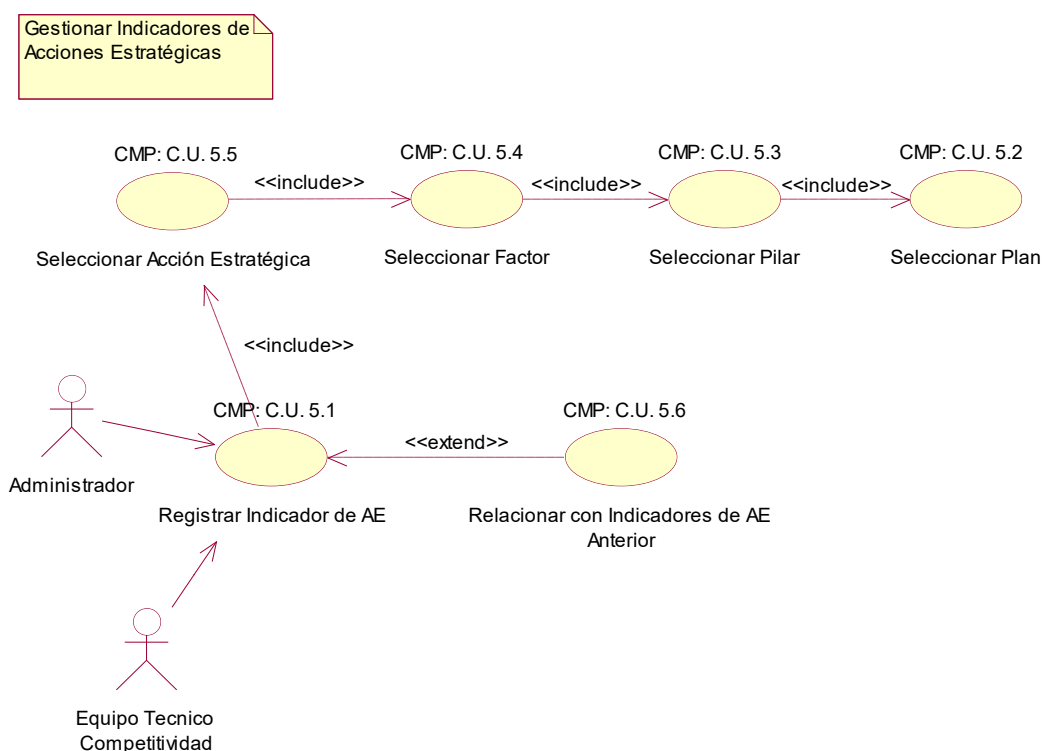 Gestionar Indicadores de
Acciones Estratégicas
CMP: C.U. 5.5
CMP: C.U. 5.4
CMP: C.U. 5.3
CMP: C.U. 5.2
<<include>>
<<include>>
<<include>>
Seleccionar Acción Estratégica
Seleccionar Factor
Seleccionar Pilar
Seleccionar Plan
<<include>>
CMP: C.U. 5.1
CMP: C.U. 5.6
<<extend>>
Administrador
Registrar Indicador de AE
Relacionar con Indicadores de AE
Anterior
Equipo Tecnico
Competitividad